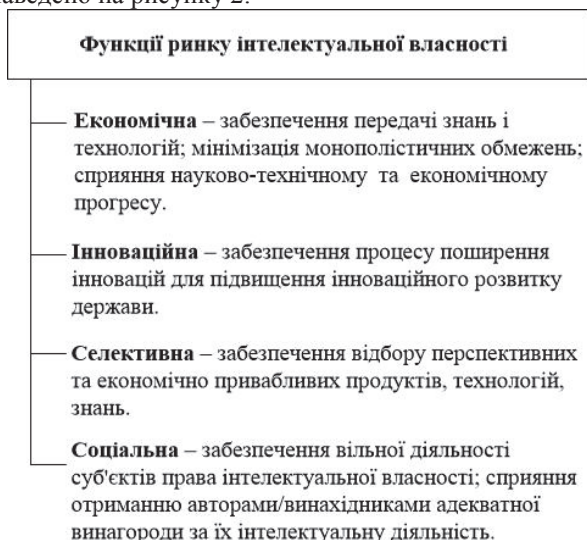 наведено на рисунку 2.
Функції ринку інтелектуальної власності
Економічна – забезпечення передачі знань і
технологій; мінімізація монополістичних обмежень;
сприяння науково-технічному та економічному
прогресу.
Інноваційна – забезпечення процесу поширення
інновацій для підвищення інноваційного розвитку
держави.
Селективна – забезпечення відбору перспективних
та економічно привабливих продуктів, технологій,
знань.
Соціальна – забезпечення вільної діяльності
суб'єктів права інтелектуальної власності; сприяння
отриманню авторами/винахідниками адекватної
винагороди за їх інтелектуальну діяльність.